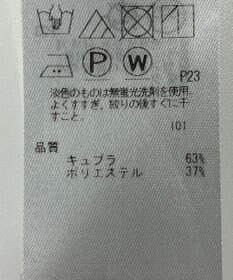 P W
P23
淡色のものは無蛍光洗剤を使用。
よくすすぎ、絞りの後すぐに干
すこと。
101
品質
キュプラ 63%
ポリエステル 37%